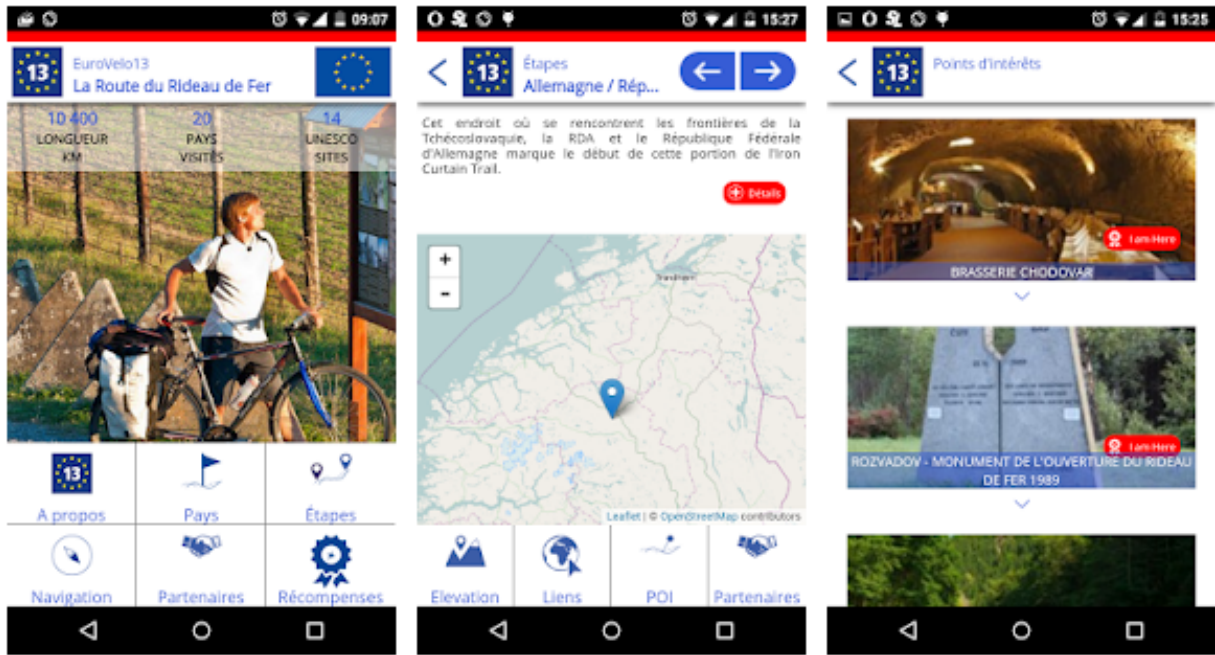 09:07
13
EuroVelo13
La Route du Rideau de Fer
10 400
LONGUEUR
KM
20
PAYS
VISITÉS
14
UNESCO
SITES
13
A propos
Pays
Étapes
Navigation
Partenaires
Récompenses
15:27
13
Étapes
Allemagne / Rép...
Cet endroit où se rencontrent les frontières de la
Tchécoslovaquie, la RDA et le République Fédérale
d'Allemagne marque le début de cette portion de l'Iron
Curtain Trail.
Détails
+
-
Trondheim
Leaflet | © OpenStreetMap contributors
Elevation
Liens
POI
Partenaires
15:25
13
Points d'intérêts
I am Here
BRASSERIE CHODOVAR
I am Here
ROZVADOV - MONUMENT DE L'OUVERTURE DU RIDEAU
DE FER 1989